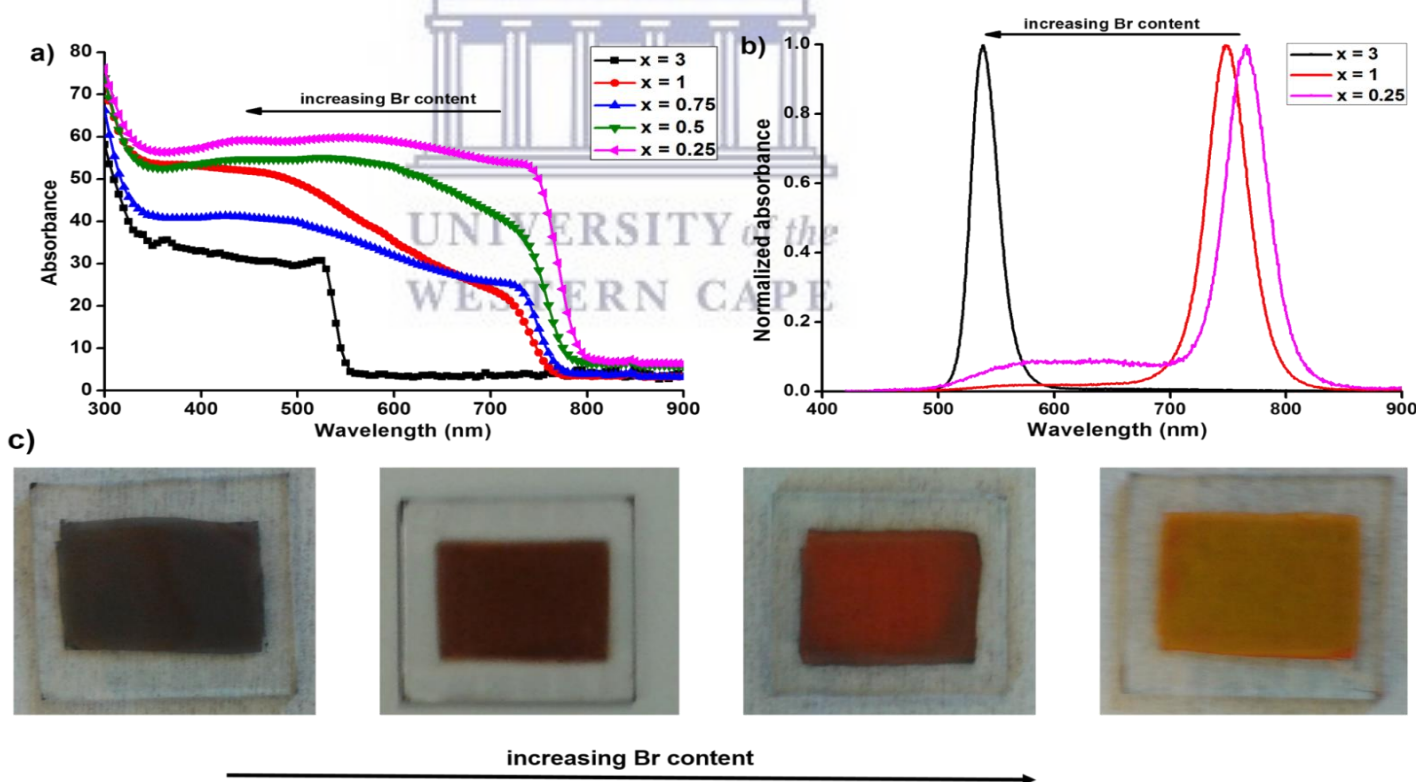 a)
80
70
60
50
40
30
20
10
0
Absorbance
300
400
500
600
700
800
900
Wavelength (nm)
increasing Br content
x = 3
x = 1
x = 0.75
x = 0.5
x = 0.25
b)
increasing Br content
1.0
0.8
0.6
0.4
0.2
0.0
Normalized absorbance
400
500
600
700
800
900
Wavelength (nm)
x = 3
x = 1
x = 0.25
UNIVERSITY of the
WESTERN CAPE
c)
increasing Br content